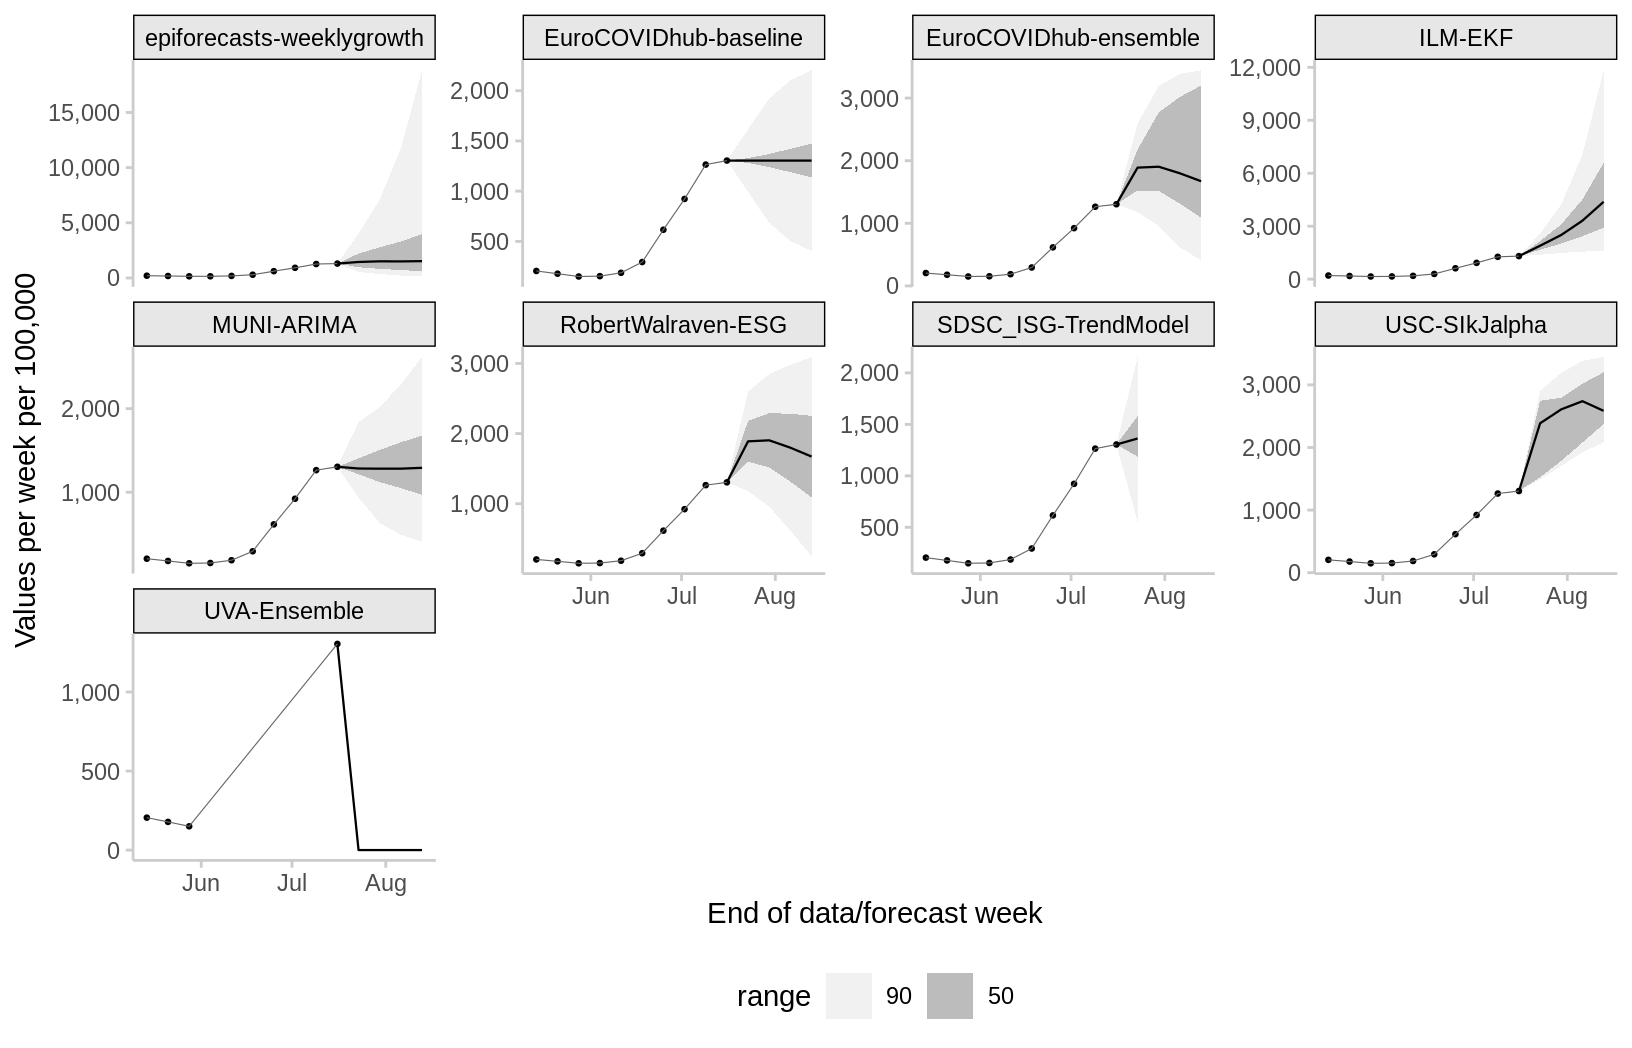 epiforecasts-weeklygrowth
EuroCOVIDhub-baseline
EuroCOVIDhub-ensemble
ILM-EKF
15,000
10,000
5,000
0
2,000
1,500
1,000
500
3,000
2,000
1,000
0
12,000
9,000
6,000
3,000
0
MUNI-ARIMA
RobertWalraven-ESG
SDSC_ISG-TrendModel
USC-SIkJalpha
2,000
1,000
3,000
2,000
1,000
2,000
1,500
1,000
500
3,000
2,000
1,000
0
Jun Jul Aug
Jun Jul Aug
Jun Jul Aug
UVA-Ensemble
1,000
500
0
Jun Jul Aug
Values per week per 100,000
End of data/forecast week
range 90 50